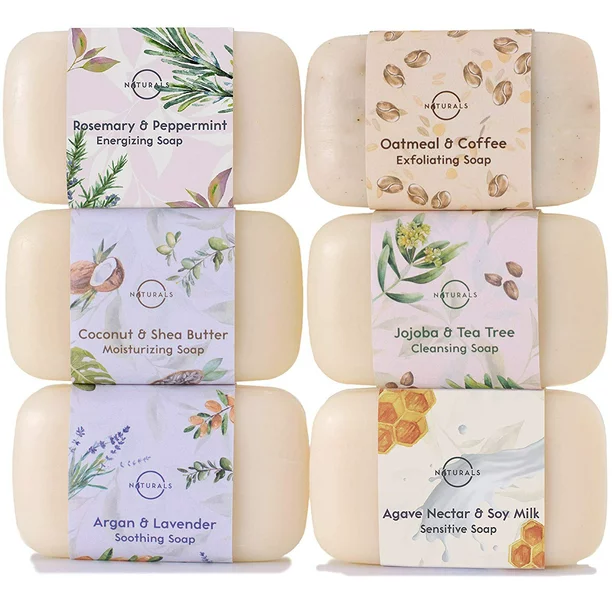 NATURALS
Rosemary & Peppermint
Energizing Soap
NATURALS
Oatmeal & Coffee
Exfoliating Soap
NATURALS
Coconut & Shea Butter
Moisturizing Soap
NATURALS
Jojoba & Tea Tree
Cleansing Soap
NATURALS
Argan & Lavender
Soothing Soap
NATURALS
Agave Nectar & Soy Milk
Sensitive Soap